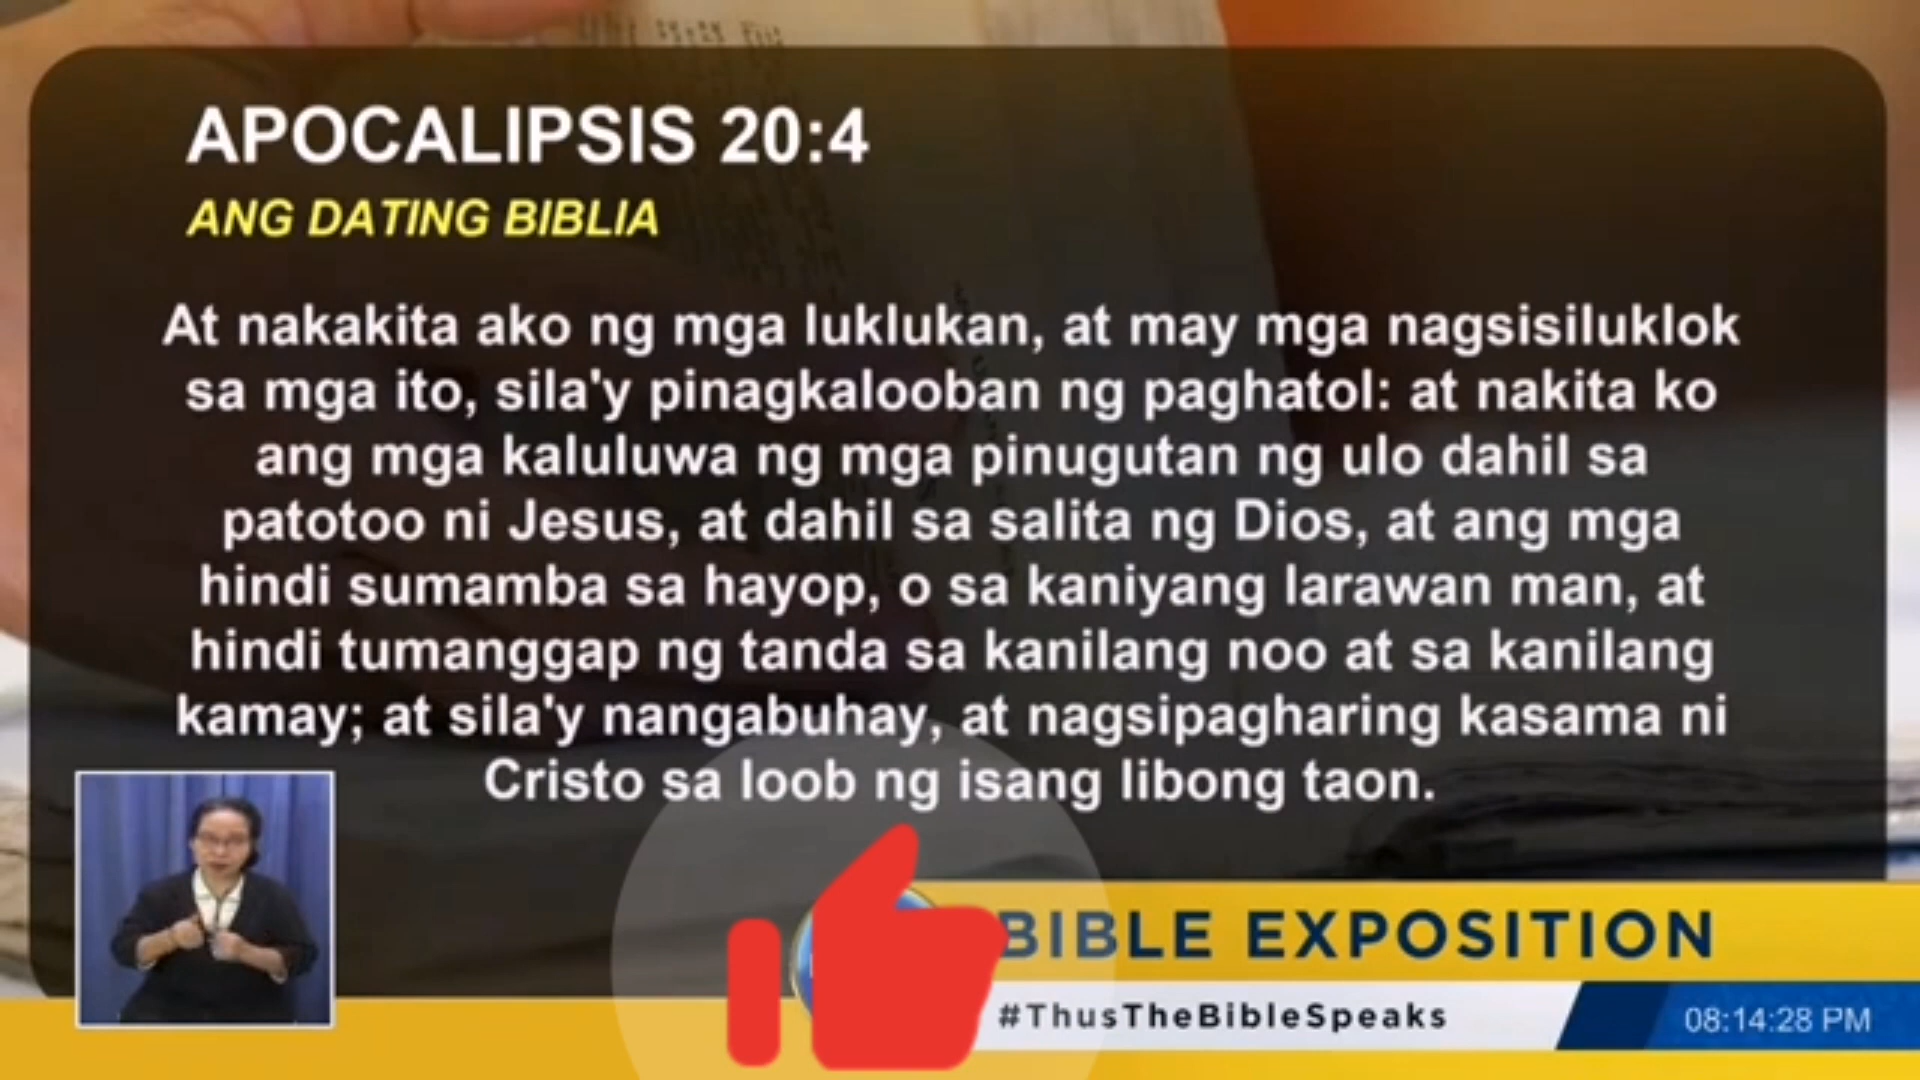 APOCALIPSIS 20:4
ANG DATING BIBLIA
At nakakita ako ng mga luklukan, at may mga nagsisiluklok
sa mga ito, sila'y pinagkalooban ng paghatol: at nakita ko
ang mga kaluluwa ng mga pinugutan ng ulo dahil sa
patotoo ni Jesus, at dahil sa salita ng Dios, at ang mga
hindi sumamba sa hayop, o sa kaniyang larawan man, at
hindi tumanggap ng tanda sa kanilang noo at sa kanilang
kamay; at sila'y nangabuhay, at nagsipagharing kasama ni
Cristo sa loob ng isang libong taon.
BIBLE EXPOSITION
#ThusTheBibleSpeaks
08:14:28 PM